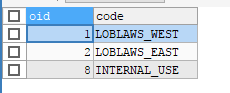 oid code
1 LOBLAWS_WEST
2 LOBLAWS_EAST
8 INTERNAL_USE